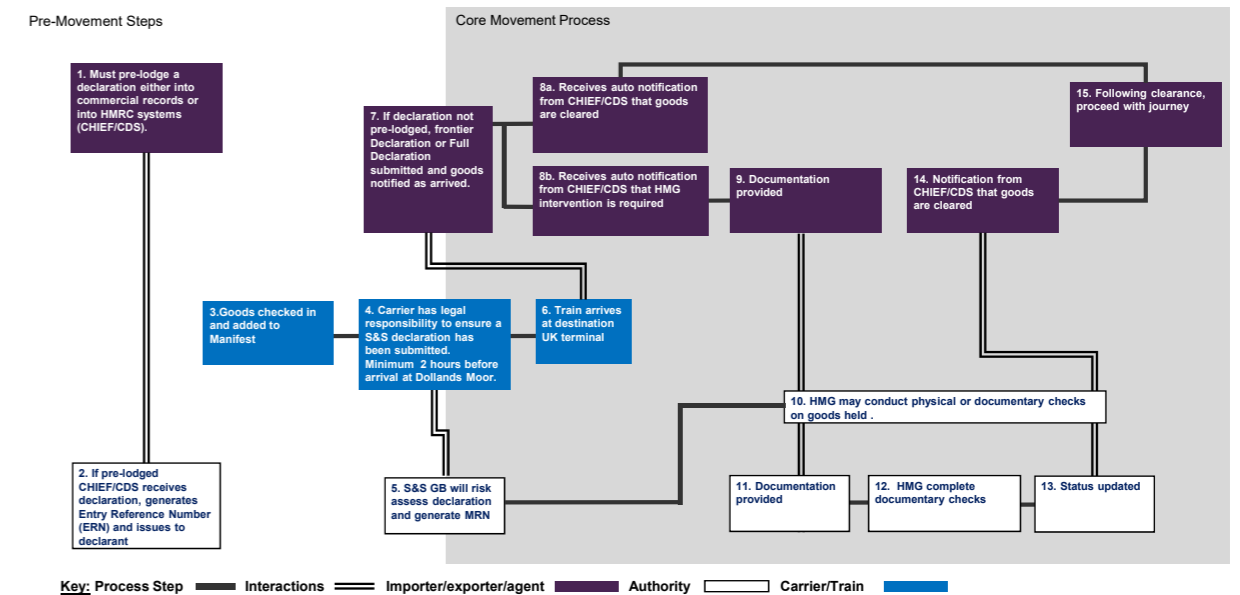 Pre-Movement Steps
Core Movement Process
1. Must pre-lodge a
declaration either into
commercial records or
into HMRC systems
(CHIEF/CDS).
7. If declaration not
pre-lodged, frontier
Declaration or Full
Declaration
submitted and goods
notified as arrived.
8a. Receives auto notification
from CHIEF/CDS that goods
are cleared
15. Following clearance,
proceed with journey
8b. Receives auto notification
from CHIEF/CDS that HMG
intervention is required
9. Documentation
provided
14. Notification from
CHIEF/CDS that goods
are cleared
3.Goods checked in
and added to
Manifest
4. Carrier has legal
responsibility to ensure a
S&S declaration has
been submitted.
Minimum 2 hours before
arrival at Dollands Moor.
6. Train arrives
at destination
UK terminal
10. HMG may conduct physical or documentary checks
on goods held .
2. If pre-lodged
CHIEF/CDS receives
declaration, generates
Entry Reference Number
(ERN) and issues to
declarant
5. S&S GB will risk
assess declaration
and generate MRN
11. Documentation
provided
12. HMG complete
documentary checks
13. Status updated
Key: Process Step Interactions Importer/exporter/agent Authority Carrier/Train